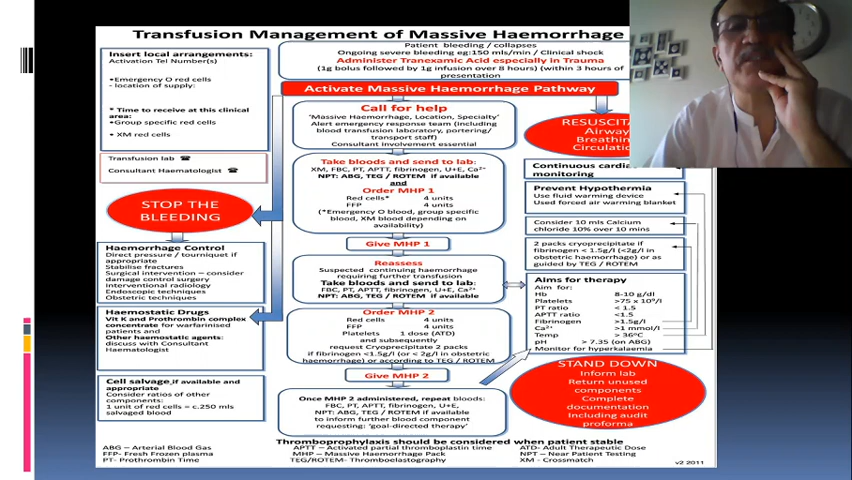 Transfusion Management of Massive Haemorrhage
Insert local arrangements:
Activation Tel Number(s)
•Emergency O red cells
- location of supply:
* Time to receive at this clinical
area:
•Group specific red cells
• XM red cells
Transfusion lab ☎
Consultant Haematologist ☎
STOP THE
BLEEDING
Haemorrhage Control
Direct pressure / tourniquet if
appropriate
Stabilise fractures
Surgical intervention – consider
damage control surgery
Interventional radiology
Endoscopic techniques
Obstetric techniques
Haemostatic Drugs
Vit K and Prothrombin complex
concentrate for warfarinised
patients and
Other haemostatic agents:
discuss with Consultant
Haematologist
Cell salvage if available and
appropriate
Consider ratios of other
components:
1 unit of red cells = c.250 mls
salvaged blood
Patient bleeding / collapses
Ongoing severe bleeding eg:150 mls/min / Clinical shock
Administer Tranexamic Acid especially in Trauma
(1g bolus followed by 1g infusion over 8 hours) (within 3 hours of
presentation
Activate Massive Haemorrhage Pathway
Call for help
'Massive Haemorrhage, Location, Specialty'
Alert emergency response team (including
blood transfusion laboratory, portering/
transport staff)
Consultant involvement essential
Take bloods and send to lab:
XM, FBC, PT, APTT, fibrinogen, U+E, Ca²⁺
NPT: ABG, TEG / ROTEM if available
and
Order MHP 1
Red cells* 4 units
FFP 4 units
(*Emergency O blood, group specific
blood, XM blood depending on
availability)
Give MHP 1
Reassess
Suspected continuing haemorrhage
requiring further transfusion
Take bloods and send to lab:
FBC, PT, APTT, fibrinogen, U+E, Ca²⁺
NPT: ABG, TEG / ROTEM if available
Order MHP 2
Red cells 4 units
FFP 4 units
Platelets 1 dose (ATD)
and subsequently
request Cryoprecipitate 2 packs
if fibrinogen <1.5g/l (or < 2g/l in obstetric
haemorrhage) or according to TEG / ROTEM
Give MHP 2
Once MHP 2 administered, repeat bloods:
FBC, PT, APTT, fibrinogen, U+E,
NPT: ABG, TEG / ROTEM if available
to inform further blood component
requesting: 'goal-directed therapy'
RESUSCIT
Airway
Breathin
Circulatio
Continuous cardiac
monitoring
Prevent Hypothermia
Use fluid warming device
Used forced air warming blanket
Consider 10 mls Calcium
chloride 10% over 10 mins
2 packs cryoprecipitate if
fibrinogen < 1.5g/l (<2g/l in
obstetric haemorrhage) or as
guided by TEG / ROTEM
Aims for therapy
Aim for:
Hb 8-10 g/dl
Platelets >75 x 10⁹/l
PT ratio < 1.5
APTT ratio <1.5
Fibrinogen >1.5g/l
Ca²⁺ >1 mmol/l
Temp > 36°C
pH > 7.35 (on ABG)
Monitor for hyperkalaemia
STAND DOWN
Inform lab
Return unused
components
Complete
documentation
Including audit
proforma
Thromboprophylaxis should be considered when patient stable
ABG – Arterial Blood Gas APTT – Activated partial thromboplastin time ATD- Adult Therapeutic Dose
FFP- Fresh Frozen plasma MHP – Massive Haemorrhage Pack NPT – Near Patient Testing
PT- Prothrombin Time TEG/ROTEM- Thromboelastography XM - Crossmatch
v2 2011